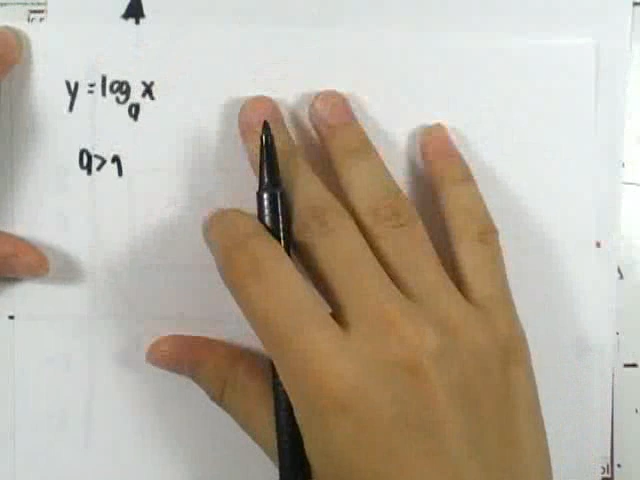 y = log_a x
a > 1